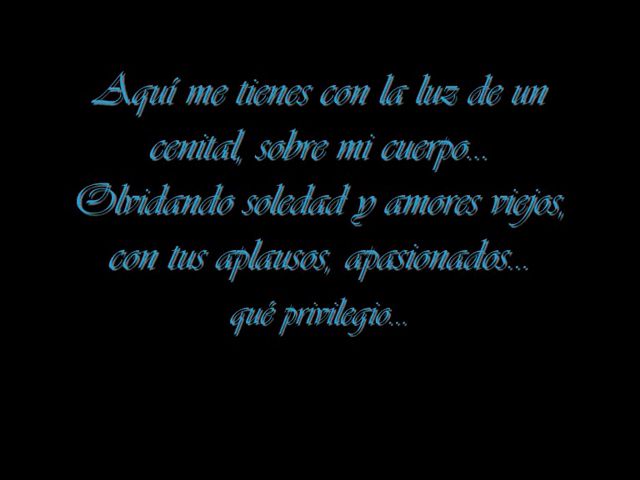 Aquí me tienes con la luz de un
cenital, sobre mi cuerpo...
Olvidando soledad y amores viejos,
con tus aplausos, apasionados...
qué privilegio...